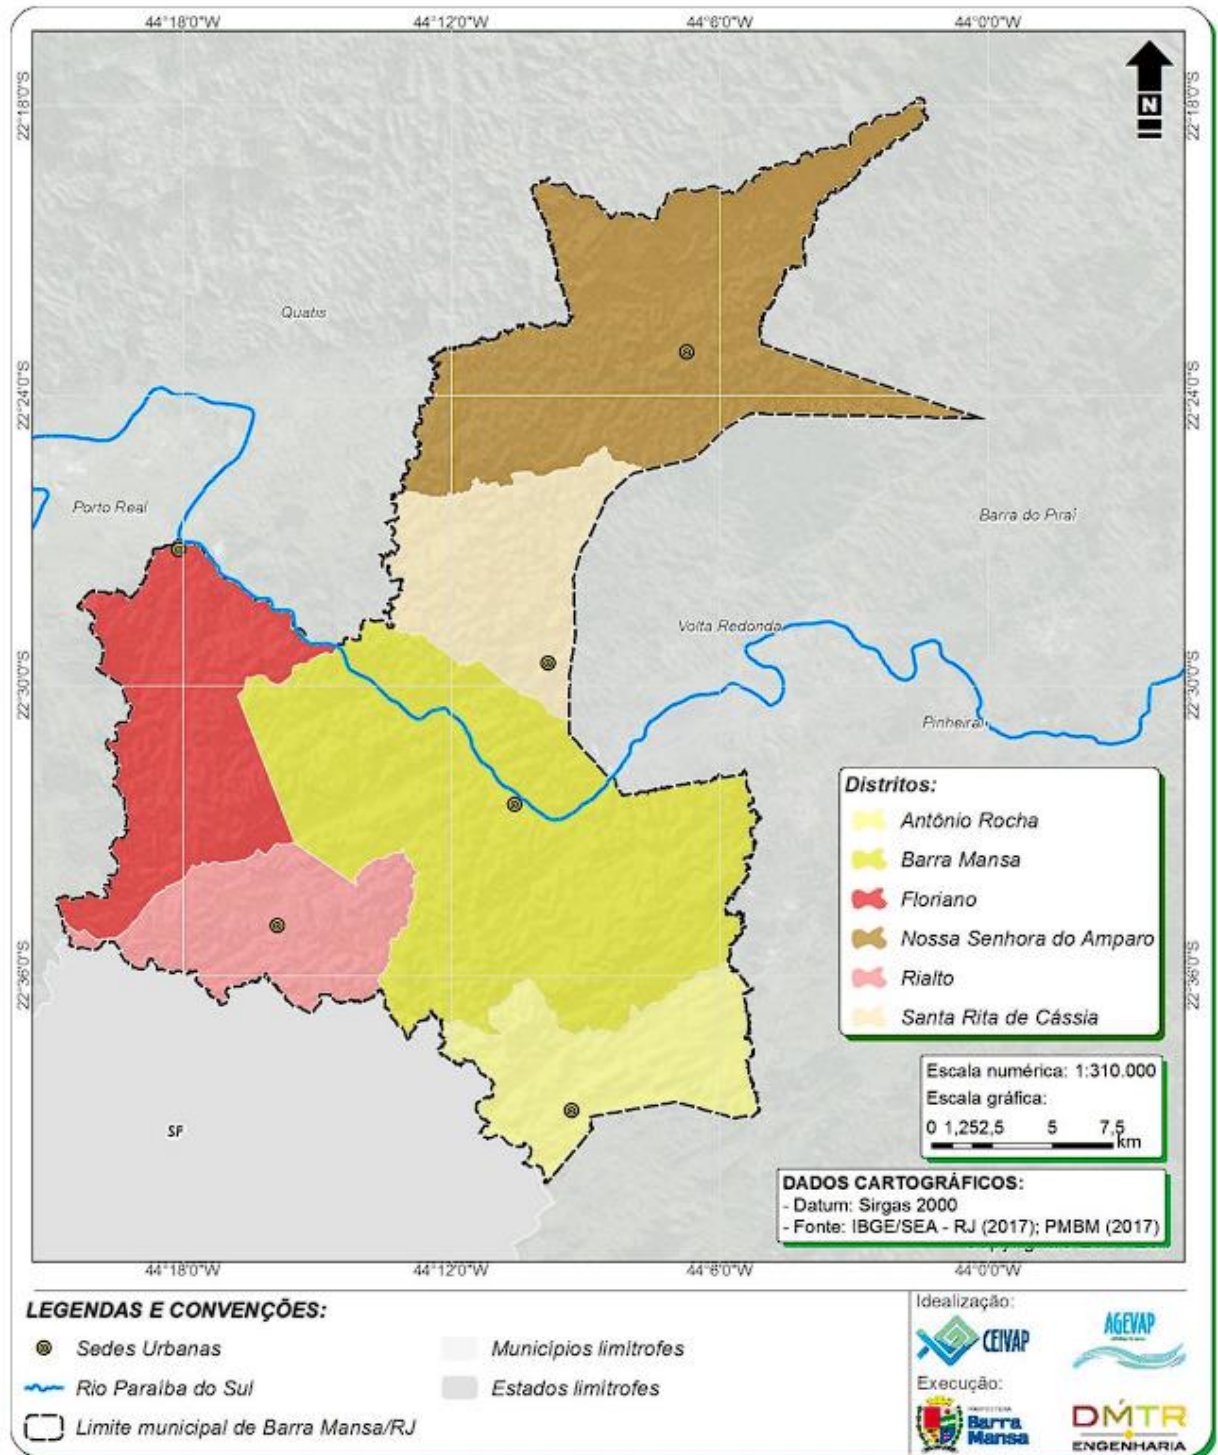 44°18'0"W 44°12'0"W 44°6'0"W 44°0'0"W
22°18'0"S 22°18'0"S
N
Quatis
22°24'0"S 22°24'0"S
Porto Real
Barra do Piraí
Volta Redonda
22°30'0"S 22°30'0"S
Pinheiral
Distritos:
Antônio Rocha
Barra Mansa
Floriano
Nossa Senhora do Amparo
Rialto
Santa Rita de Cássia
22°36'0"S 22°36'0"S
Escala numérica: 1:310.000
Escala gráfica:
0 1,252,5 5 7,5
km
SP
DADOS CARTOGRÁFICOS:
- Datum: Sirgas 2000
- Fonte: IBGE/SEA - RJ (2017); PMBM (2017)
44°18'0"W 44°12'0"W 44°6'0"W 44°0'0"W
LEGENDAS E CONVENÇÕES:
Sedes Urbanas
Rio Paraíba do Sul
Limite municipal de Barra Mansa/RJ
Municípios limítrofes
Estados limítrofes
Idealização:
CEIVAP
AGEVAP
Execução:
PREFEITURA
Barra
Mansa
DMTR
ENGENHARIA